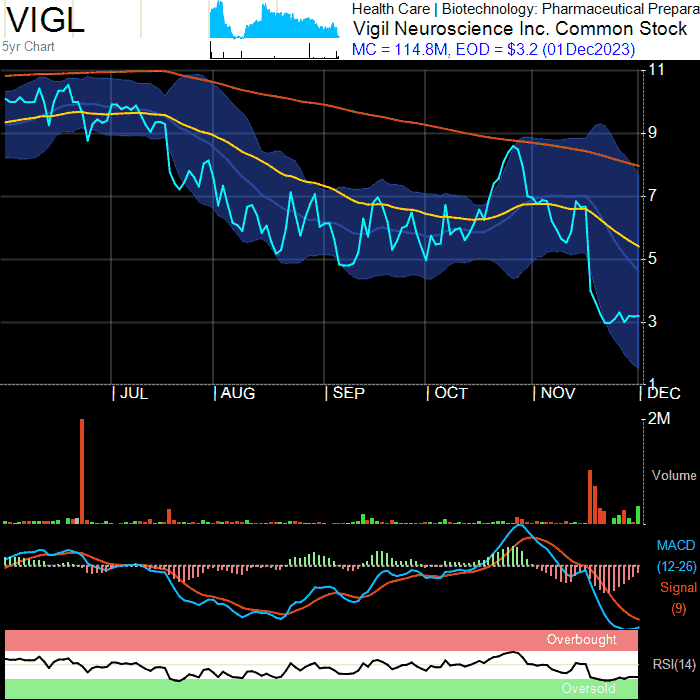 VIGL
5yr Chart
Health Care | Biotechnology: Pharmaceutical Prepara
Vigil Neuroscience Inc. Common Stock
MC = 114.8M, EOD = $3.2 (01Dec2023)
11
9
7
5
3
1
JUL
AUG
SEP
OCT
NOV
DEC
2M
Volume
MACD
(12-26)
Signal
(9)
Overbought
RSI(14)
Oversold